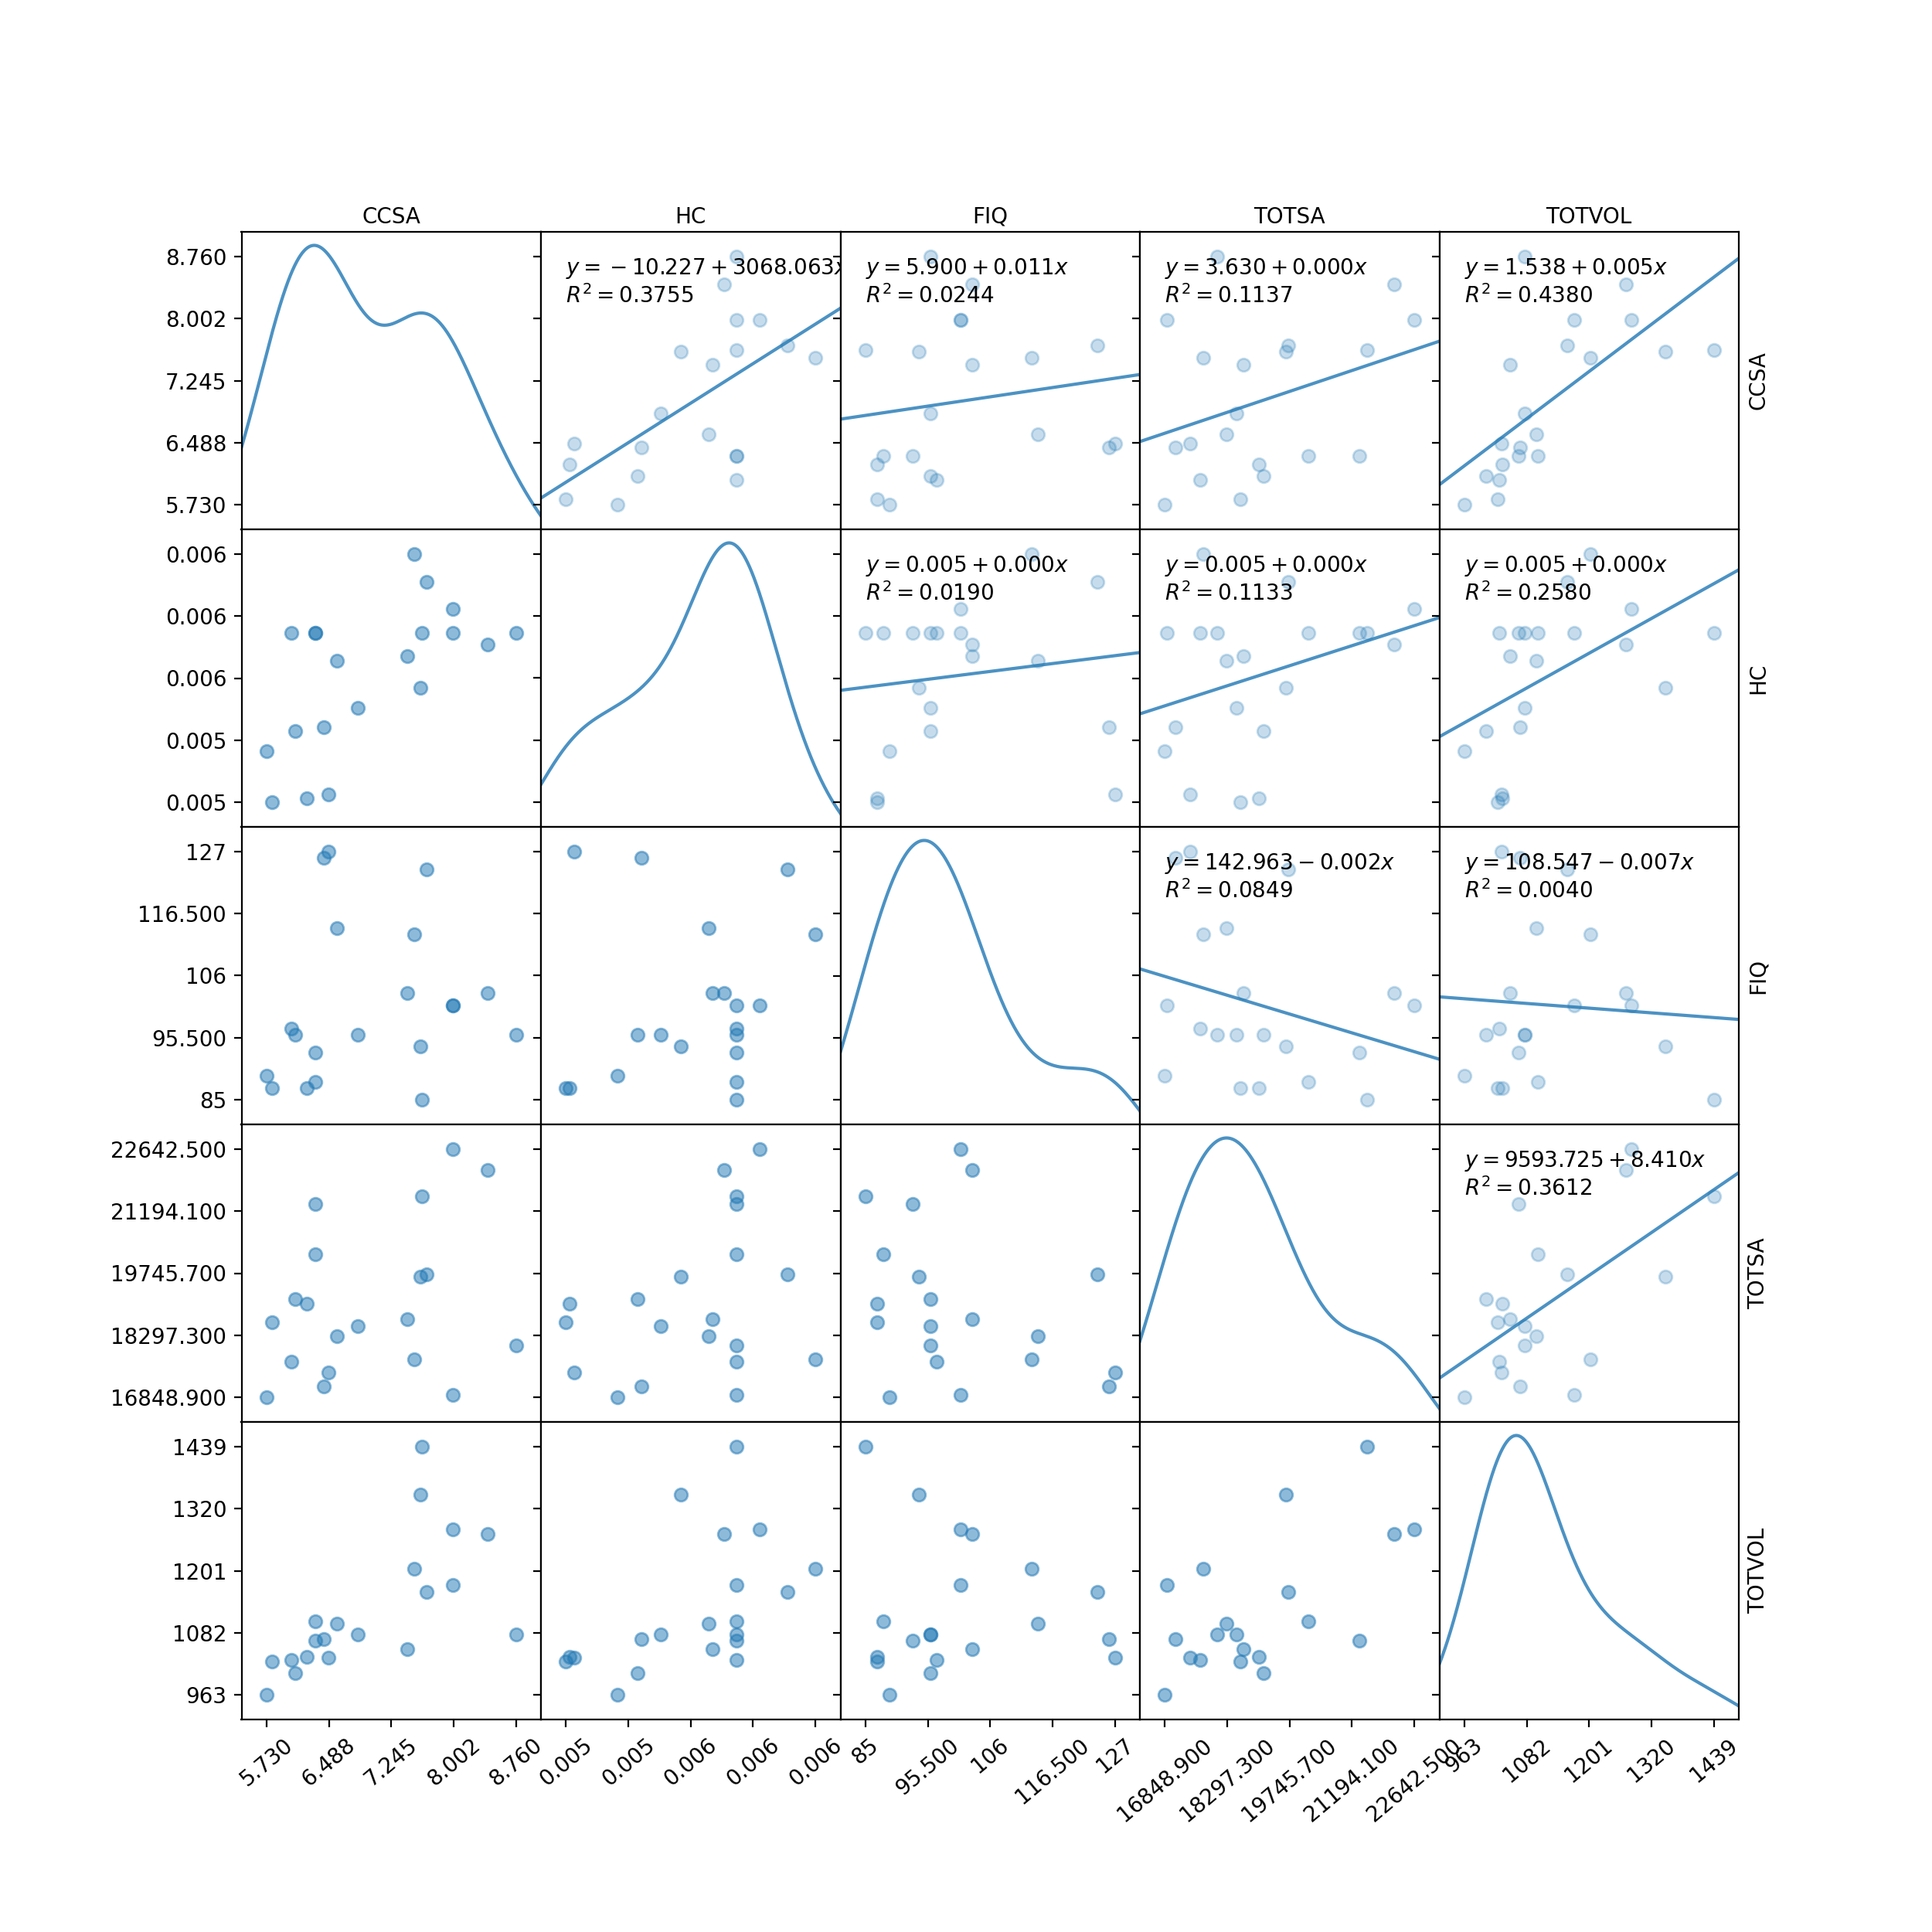 CCSA HC FIQ TOTSA TOTVOL
8.760
8.002
7.245
6.488
5.730
y = − 10.227 + 3068.063x
R² = 0.3755
y = 5.900 + 0.011x
R² = 0.0244
y = 3.630 + 0.000x
R² = 0.1137
y = 1.538 + 0.005x
R² = 0.4380
CCSA
0.006
0.006
0.006
0.005
0.005
y = 0.005 + 0.000x
R² = 0.0190
y = 0.005 + 0.000x
R² = 0.1133
y = 0.005 + 0.000x
R² = 0.2580
HC
127
116.500
106
95.500
85
y = 142.963 − 0.002x
R² = 0.0849
y = 108.547 − 0.007x
R² = 0.0040
FIQ
22642.500
21194.100
19745.700
18297.300
16848.900
y = 9593.725 + 8.410x
R² = 0.3612
TOTSA
1439
1320
1201
1082
963
TOTVOL
5.730 6.488 7.245 8.002 8.760 0.005 0.005 0.006 0.006 0.006 85 95.500 106 116.500 127 16848.900 18297.300 19745.700 21194.100 22642.500 963 1082 1201 1320 1439